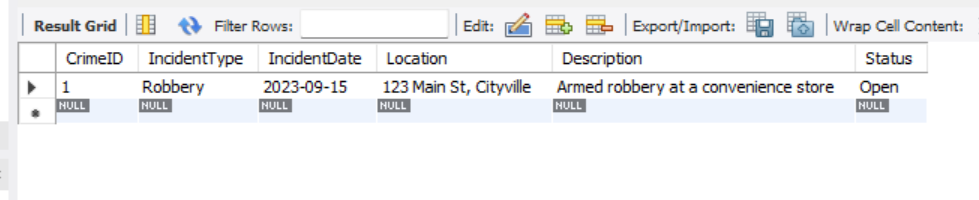 Result Grid Filter Rows: Edit: Export/Import: Wrap Cell Content:
CrimeID IncidentType IncidentDate Location Description Status
1 Robbery 2023-09-15 123 Main St, Cityville Armed robbery at a convenience store Open
NULL NULL NULL NULL NULL NULL